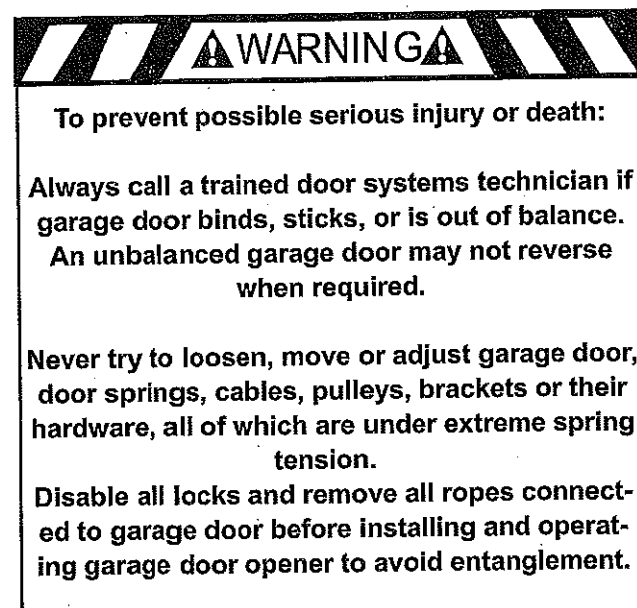 ⚠WARNING⚠
To prevent possible serious injury or death:
Always call a trained door systems technician if
garage door binds, sticks, or is out of balance.
An unbalanced garage door may not reverse
when required.
Never try to loosen, move or adjust garage door,
door springs, cables, pulleys, brackets or their
hardware, all of which are under extreme spring
tension.
Disable all locks and remove all ropes connect-
ed to garage door before installing and operat-
ing garage door opener to avoid entanglement.